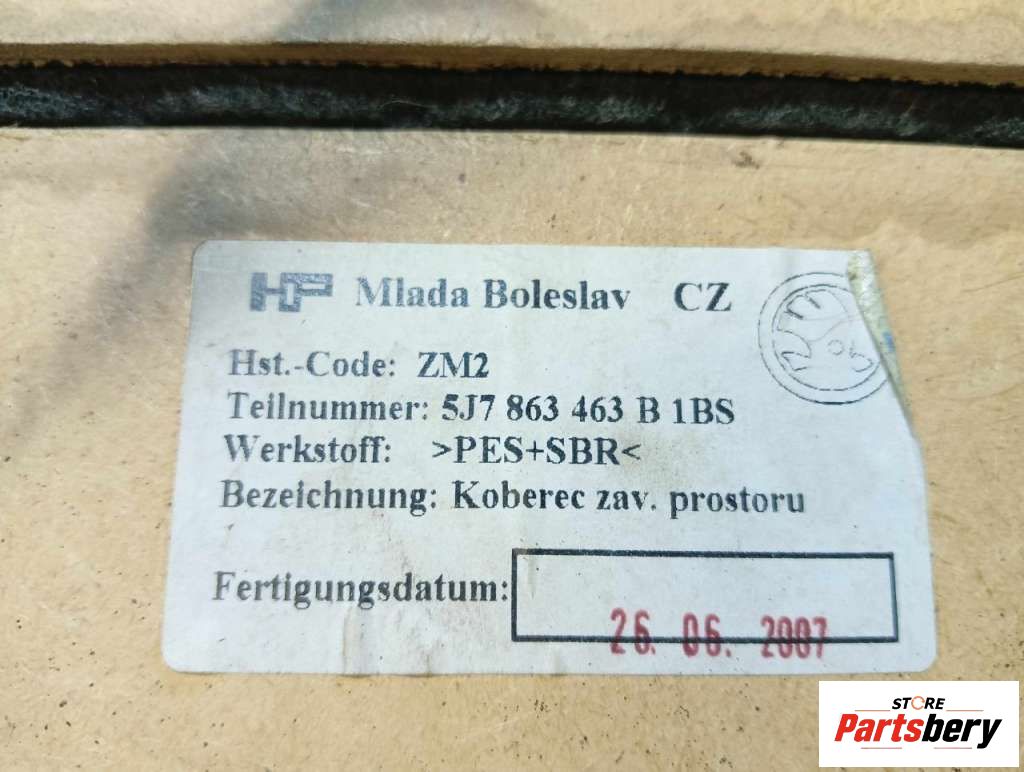 HP Mlada Boleslav CZ
Hst.-Code: ZM2
Teilnummer: 5J7 863 463 B 1BS
Werkstoff: >PES+SBR<
Bezeichnung: Koberec zav. prostoru
Fertigungsdatum:
26. 06. 2007
STORE
Partsbery